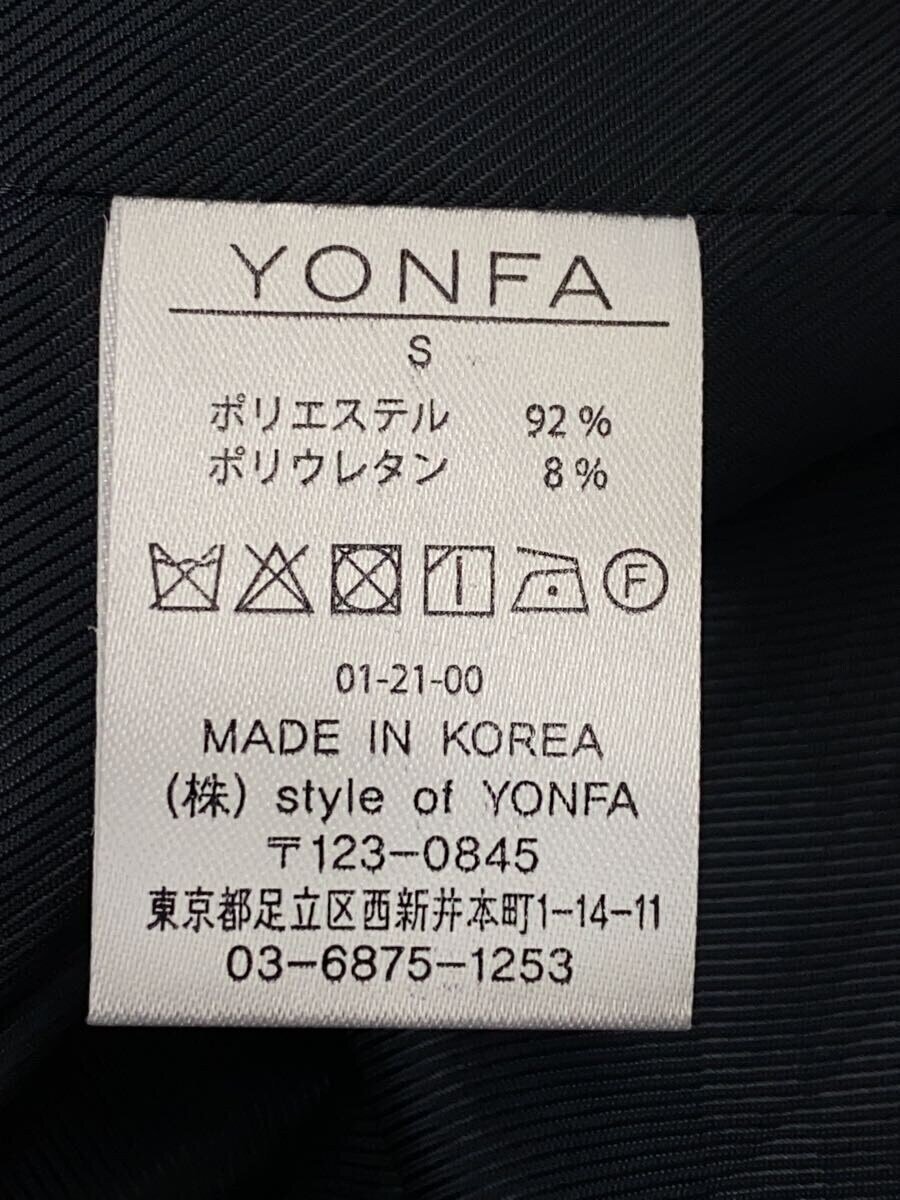 YONFA
S
ポリエステル 92%
ポリウレタン 8%
F
01-21-00
MADE IN KOREA
(株) style of YONFA
〒123-0845
東京都足立区西新井本町1-14-11
03-6875-1253